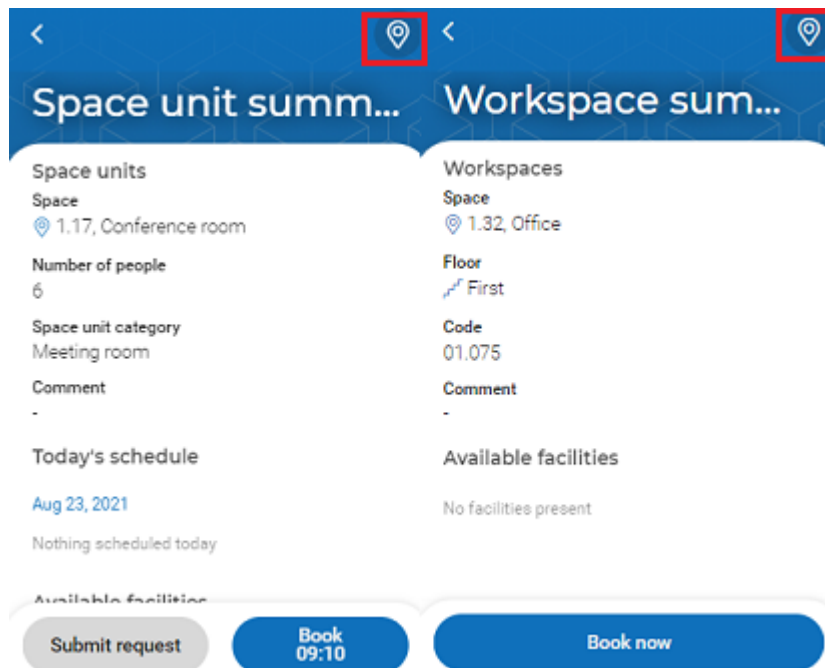 Space unit summ...
Space units
Space
1.17, Conference room
Number of people
6
Space unit category
Meeting room
Comment
-
Today's schedule
Aug 23, 2021
Nothing scheduled today
Available facilities
Submit request
Book
09:10
Workspace sum...
Workspaces
Space
1.32, Office
Floor
First
Code
01.075
Comment
-
Available facilities
No facilities present
Book now